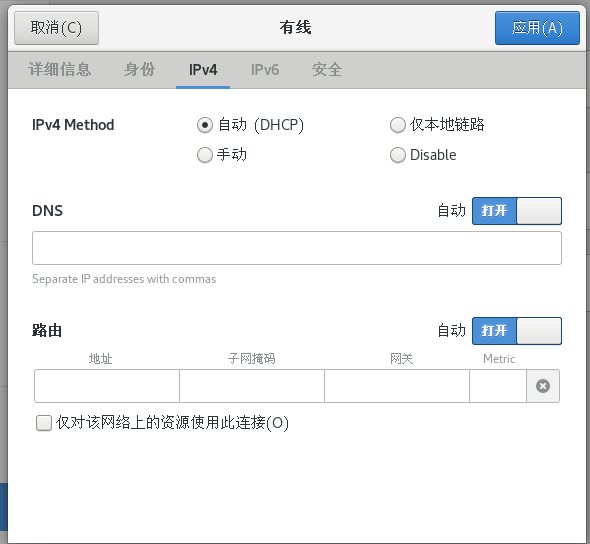 取消(C) 有线 应用(A)
详细信息 身份 IPv4 IPv6 安全
IPv4 Method 自动 (DHCP) 仅本地链路
手动 Disable
DNS 自动 打开
Separate IP addresses with commas
路由 自动 打开
地址 子网掩码 网关 Metric
仅对该网络上的资源使用此连接(O)